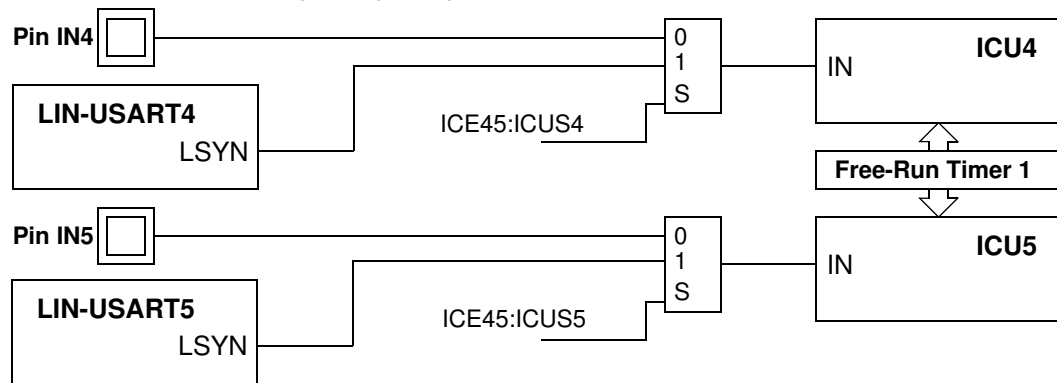 Pin IN4
0
1
S
IN
ICU4
LIN-USART4
LSYN
ICE45:ICUS4
Free-Run Timer 1
Pin IN5
0
1
S
IN
ICU5
LIN-USART5
LSYN
ICE45:ICUS5